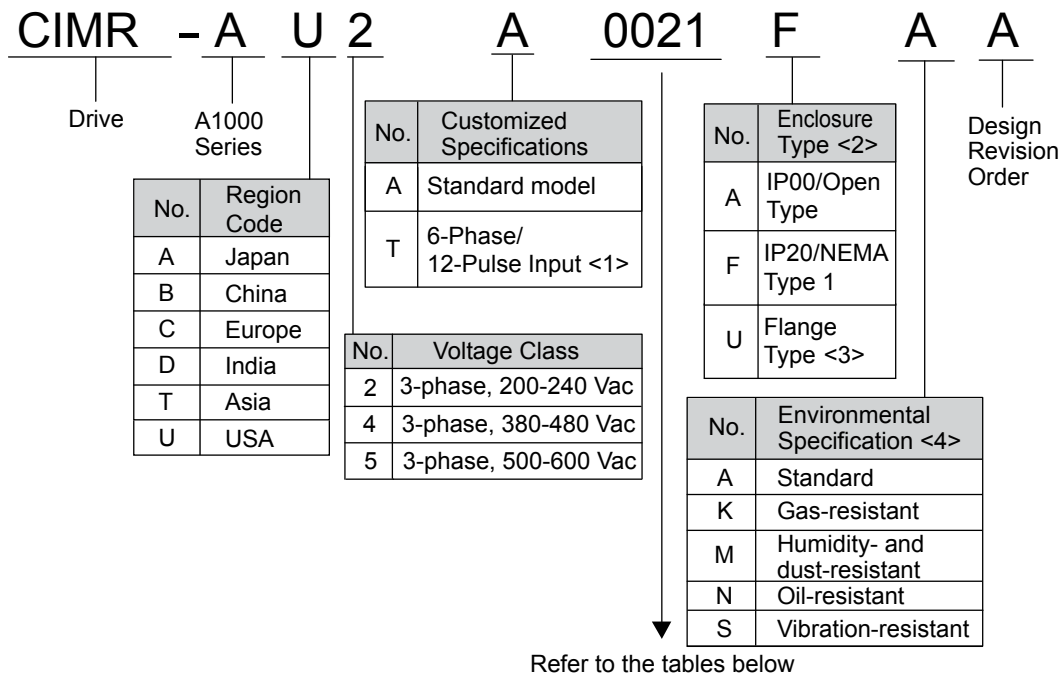 CIMR - A U 2 A 0021 F A A
Drive
A1000
Series
No. Region
Code
A Japan
B China
C Europe
D India
T Asia
U USA
No. Customized
Specifications
A Standard model
T 6-Phase/
12-Pulse Input <1>
No. Voltage Class
2 3-phase, 200-240 Vac
4 3-phase, 380-480 Vac
5 3-phase, 500-600 Vac
No. Enclosure
Type <2>
A IP00/Open
Type
F IP20/NEMA
Type 1
U Flange
Type <3>
No. Environmental
Specification <4>
A Standard
K Gas-resistant
M Humidity- and
dust-resistant
N Oil-resistant
S Vibration-resistant
Design
Revision
Order
Refer to the tables below